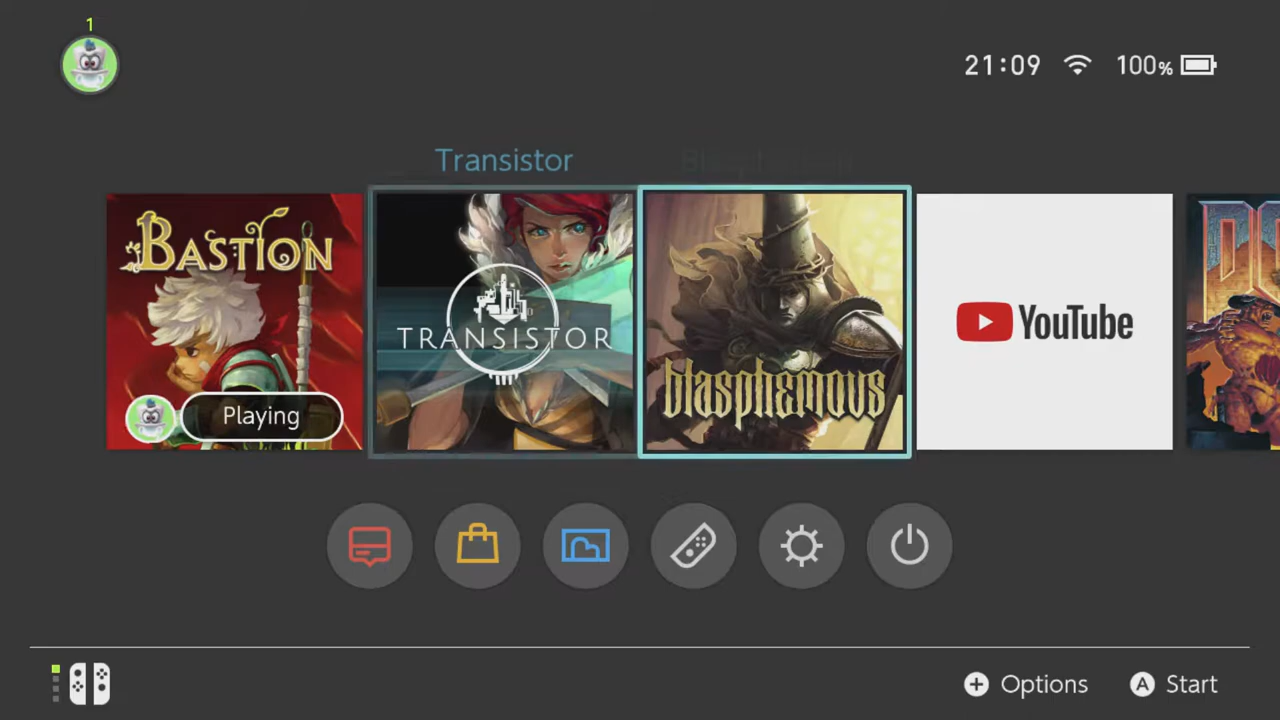 1
21:09 100%
Transistor
BASTION
TRANSISTOR
blasphemous
YouTube
Playing
Options
Start